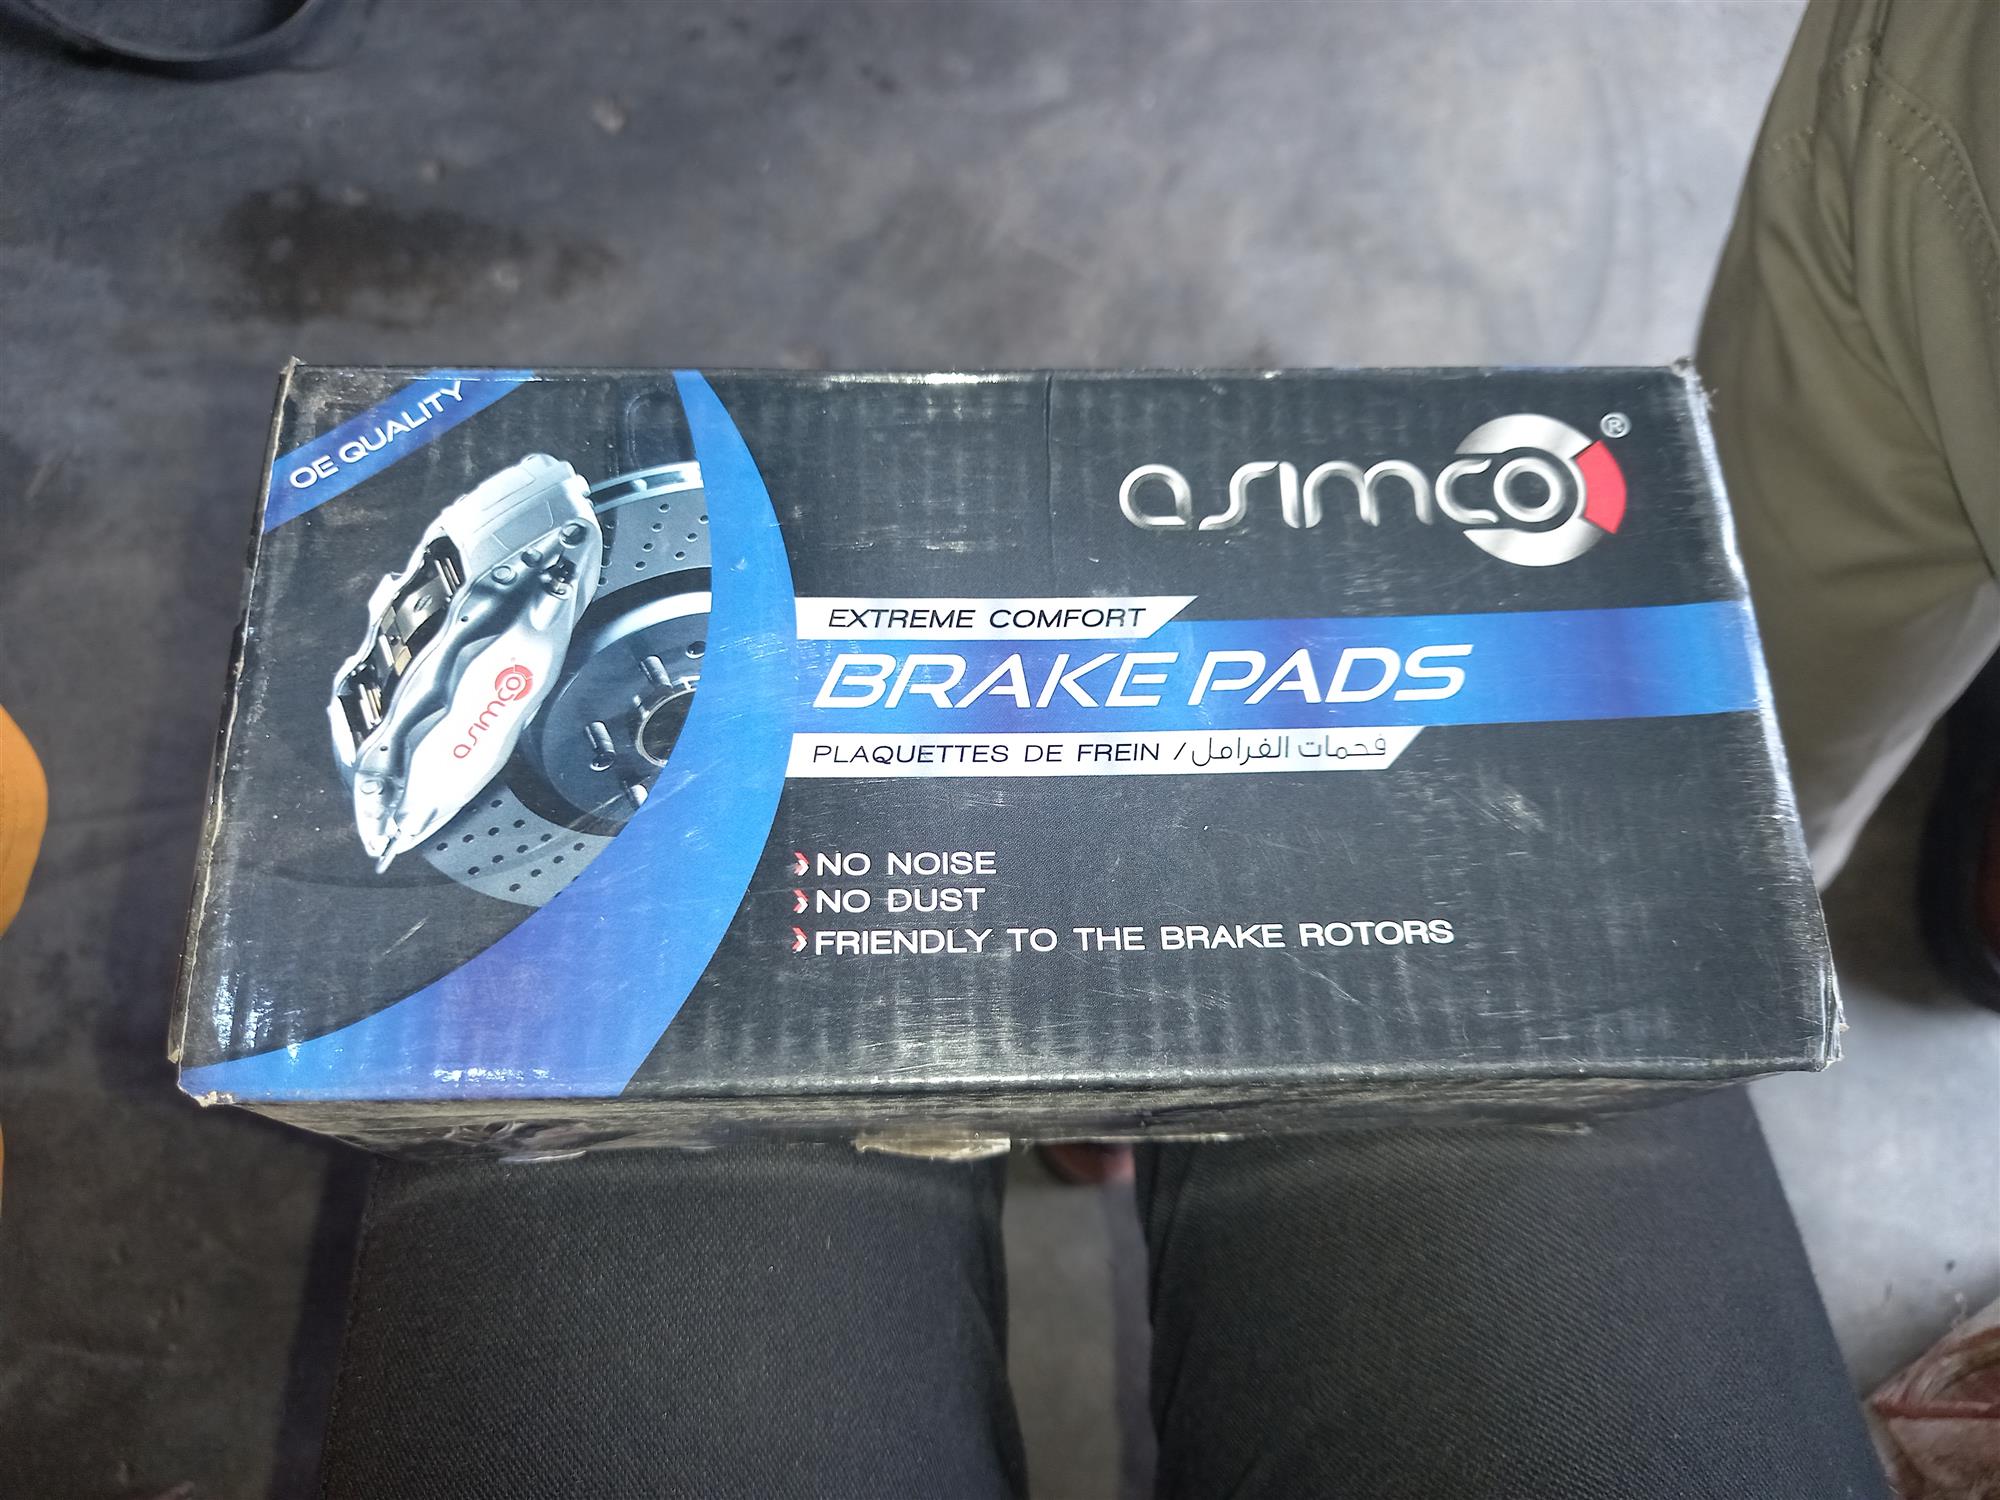 OE QUALITY
asimco®
asimco
EXTREME COMFORT
BRAKE PADS
PLAQUETTES DE FREIN / فحمات الفرامل
NO NOISE
NO DUST
FRIENDLY TO THE BRAKE ROTORS